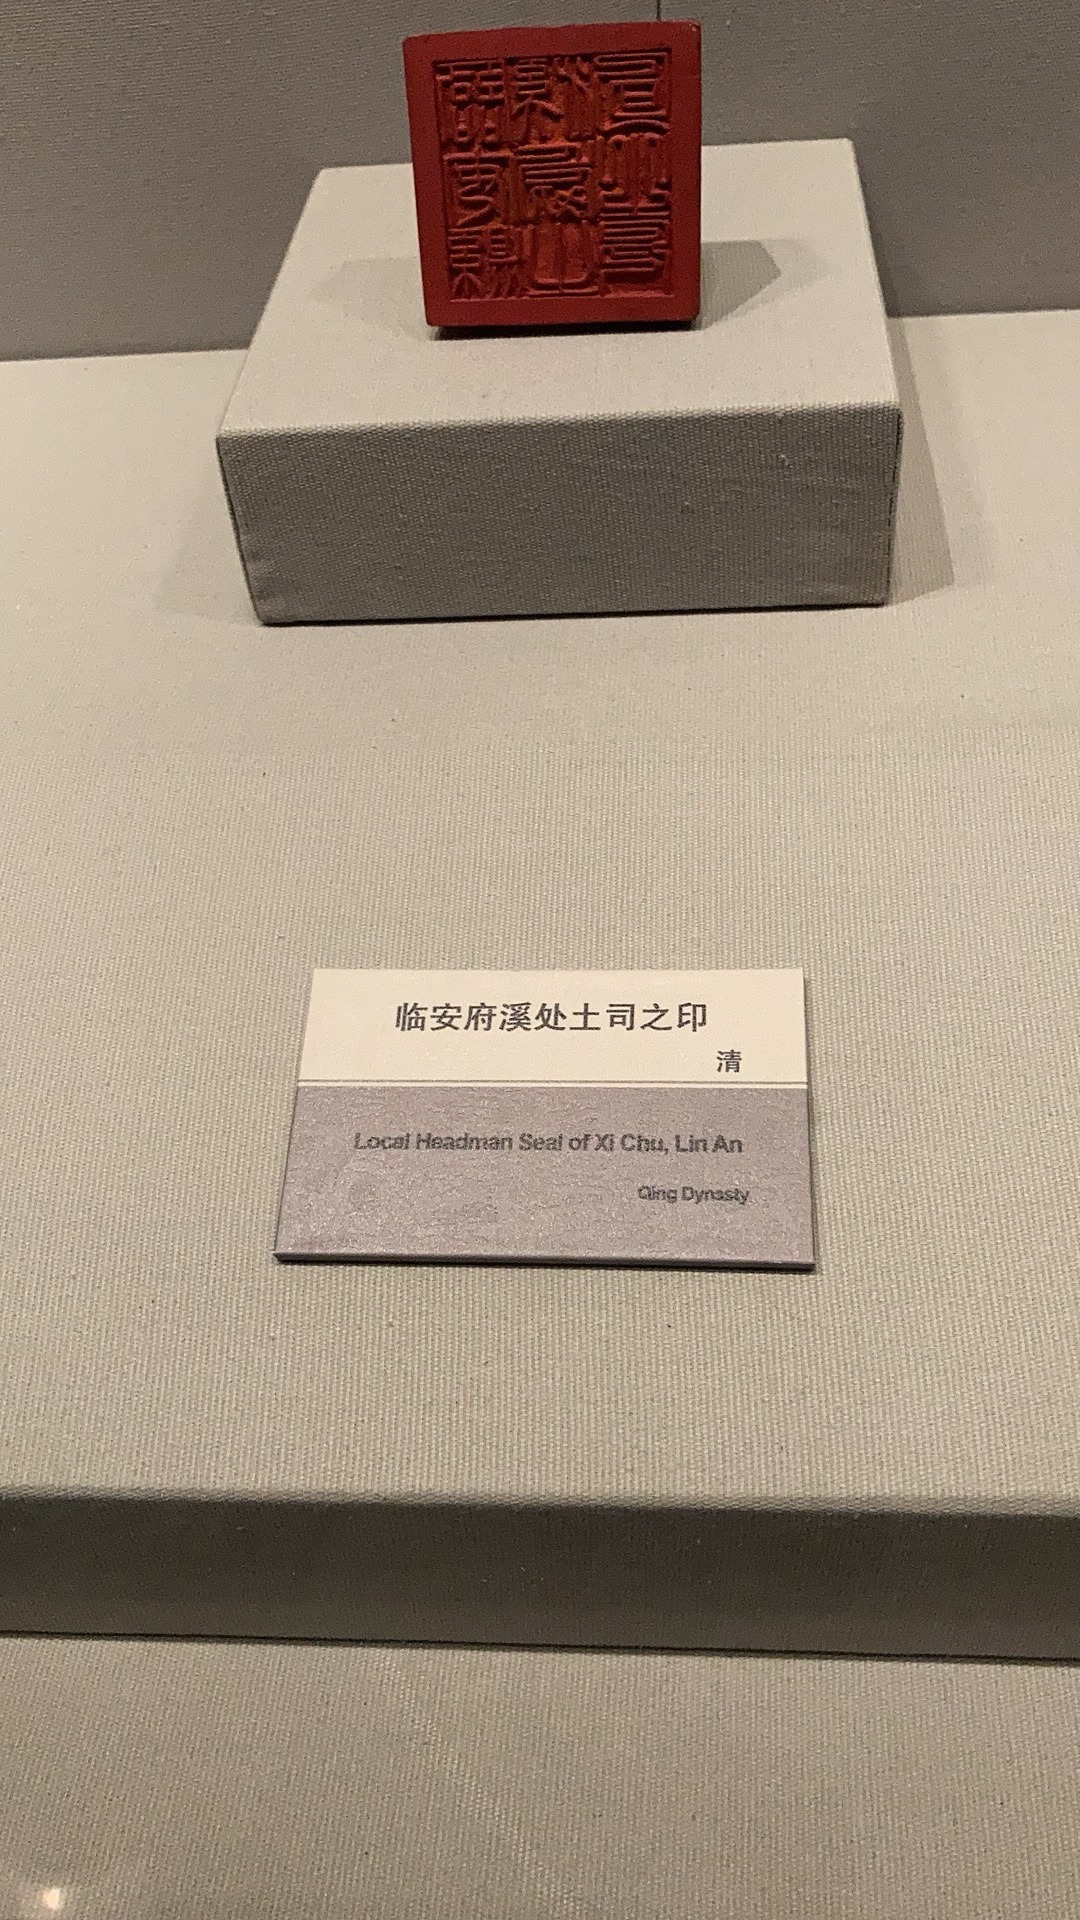 临安府溪处土司之印
清
Local Headman Seal of Xi Chu, Lin An
Qing Dynasty